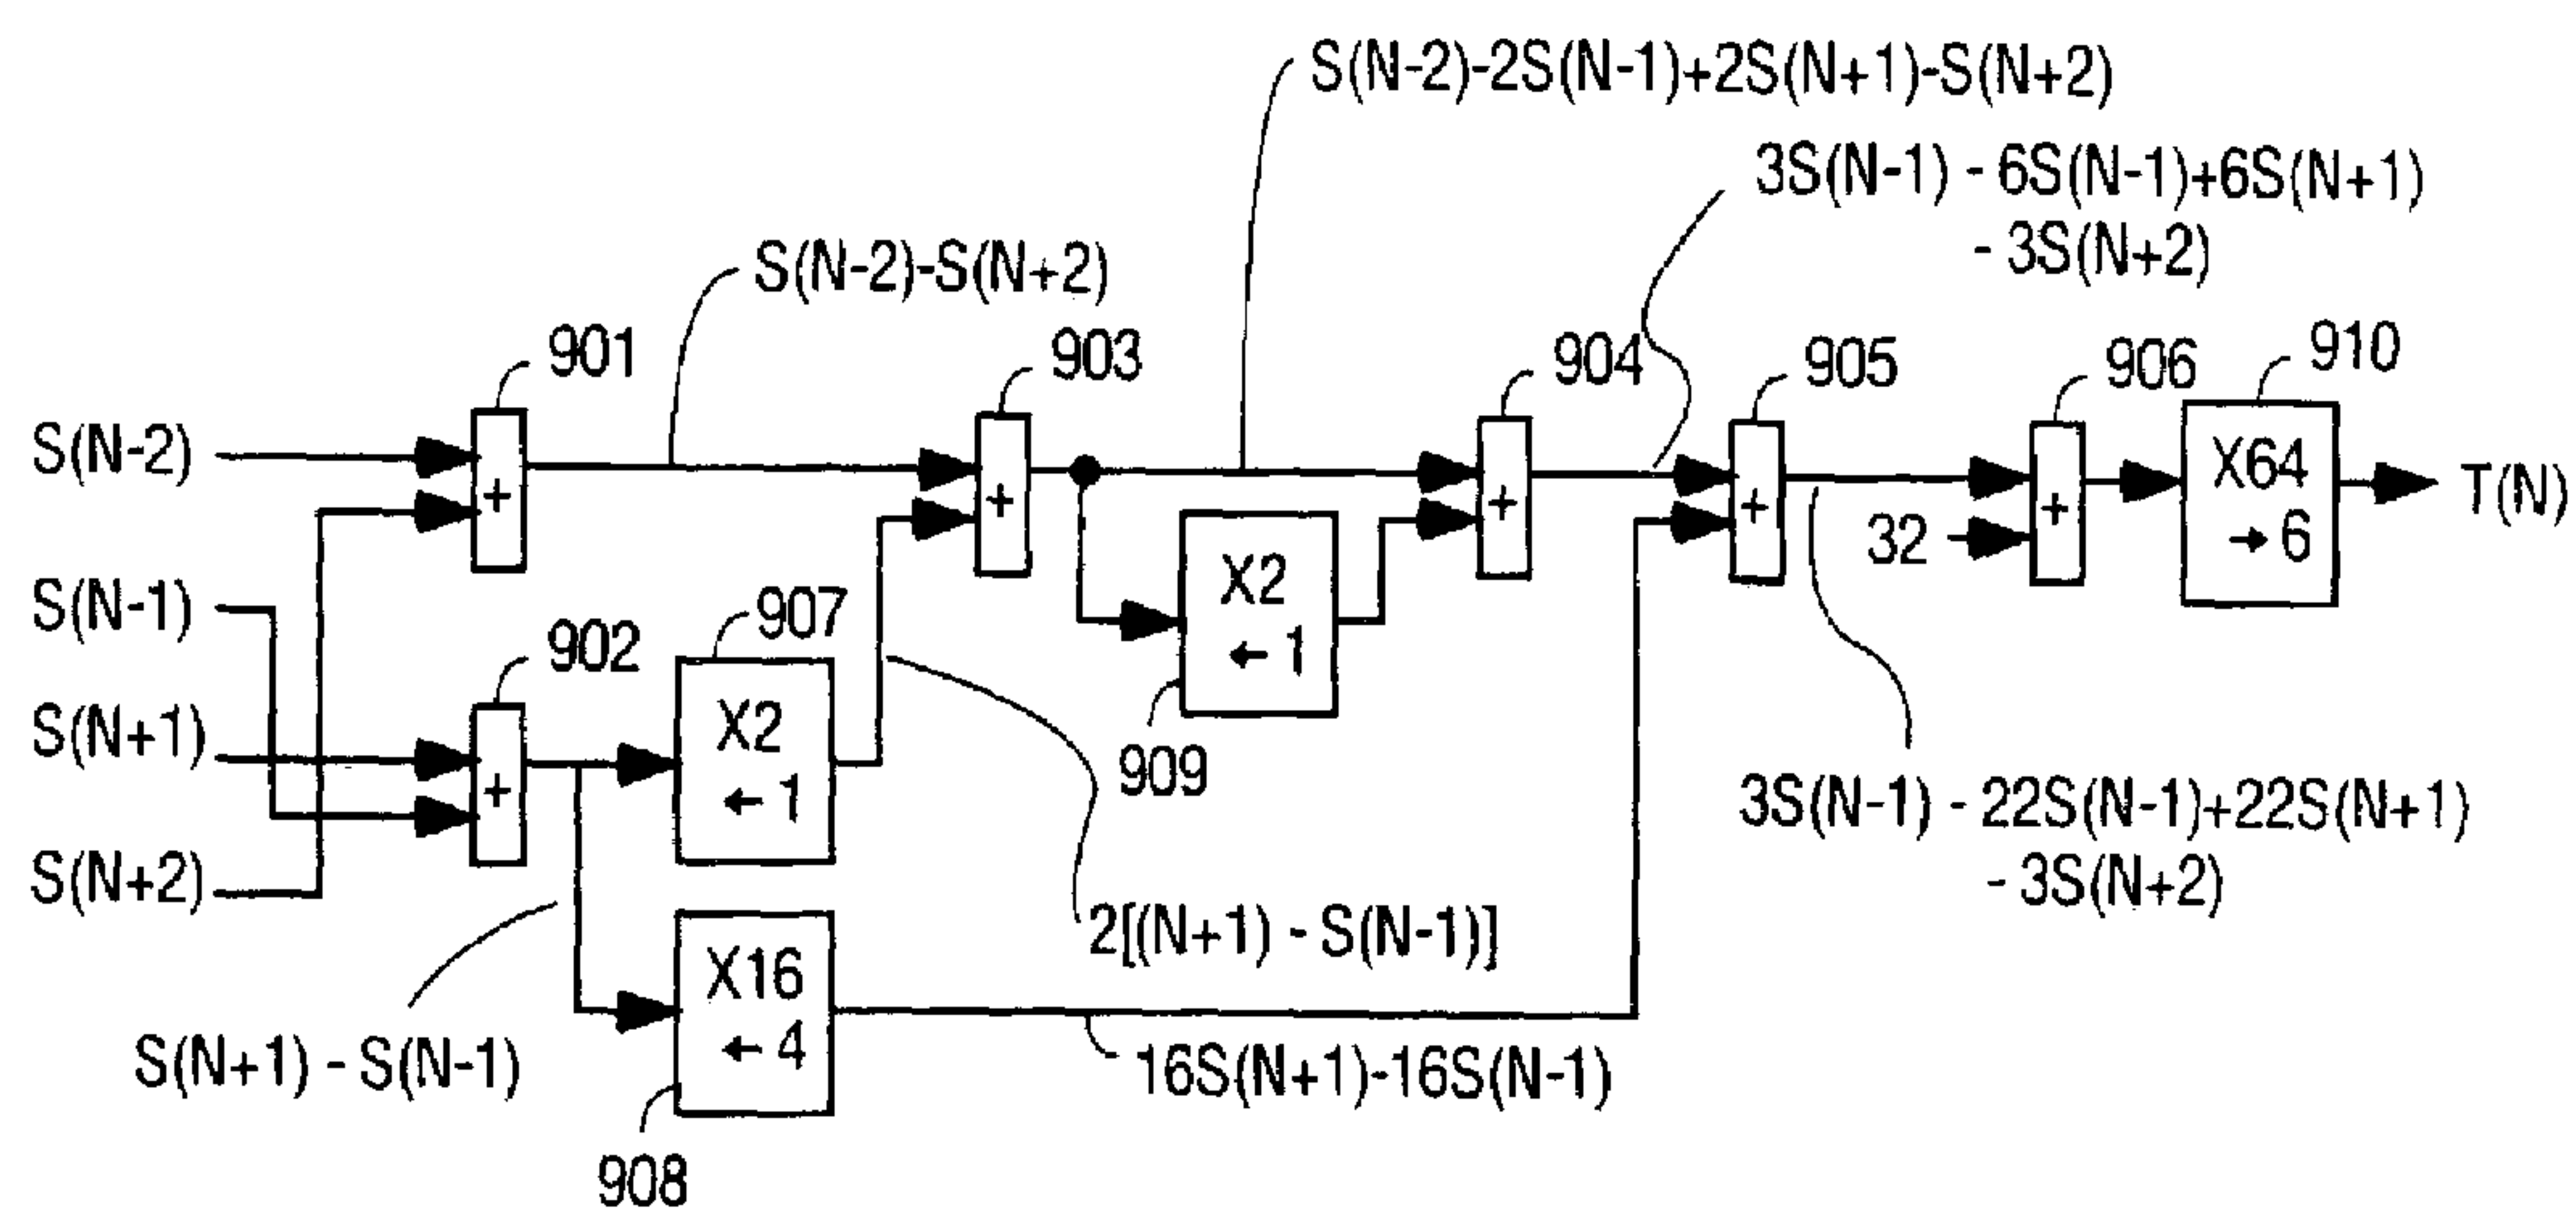 S(N-2)-2S(N-1)+2S(N+1)-S(N+2)
3S(N-1) - 6S(N-1)+6S(N+1)
- 3S(N+2)
S(N-2)-S(N+2)
901
903
904
905
906
910
S(N-2)
+
+
+
+
+
X64
→ 6
T(N)
32
S(N-1)
902
907
X2
← 1
909
S(N+1)
+
X2
← 1
S(N+2)
3S(N-1) - 22S(N-1)+22S(N+1)
- 3S(N+2)
2[(N+1) - S(N-1)]
X16
← 4
908
S(N+1) - S(N-1)
16S(N+1)-16S(N-1)